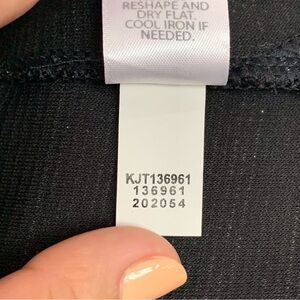 RESHAPE AND
DRY FLAT.
COOL IRON IF
NEEDED.
KJT136961
136961
202054